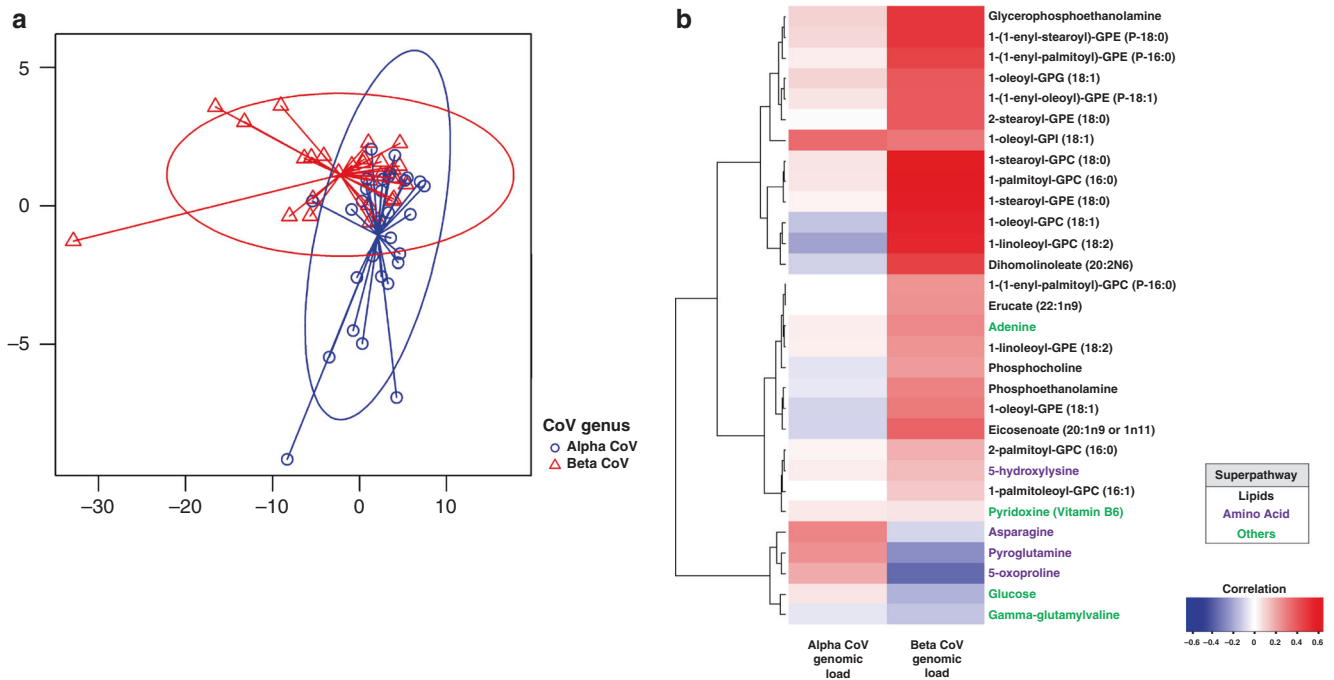 a
5
0
−5
−30
−20
−10
0
10
CoV genus
Alpha CoV
Beta CoV
b
Glycerophosphoethanolamine
1-(1-enyl-stearoyl)-GPE (P-18:0)
1-(1-enyl-palmitoyl)-GPE (P-16:0)
1-oleoyl-GPG (18:1)
1-(1-enyl-oleoyl)-GPE (P-18:1)
2-stearoyl-GPE (18:0)
1-oleoyl-GPI (18:1)
1-stearoyl-GPC (18:0)
1-palmitoyl-GPC (16:0)
1-stearoyl-GPE (18:0)
1-oleoyl-GPC (18:1)
1-linoleoyl-GPC (18:2)
Dihomolinoleate (20:2N6)
1-(1-enyl-palmitoyl)-GPC (P-16:0)
Erucate (22:1n9)
Adenine
1-linoleoyl-GPE (18:2)
Phosphocholine
Phosphoethanolamine
1-oleoyl-GPE (18:1)
Eicosenoate (20:1n9 or 1n11)
2-palmitoyl-GPC (16:0)
5-hydroxylysine
1-palmitoleoyl-GPC (16:1)
Pyridoxine (Vitamin B6)
Asparagine
Pyroglutamine
5-oxoproline
Glucose
Gamma-glutamylvaline
Alpha CoV
genomic
load
Beta CoV
genomic
load
Superpathway
Lipids
Amino Acid
Others
Correlation
−0.6 −0.4 −0.2 0 0.2 0.4 0.6